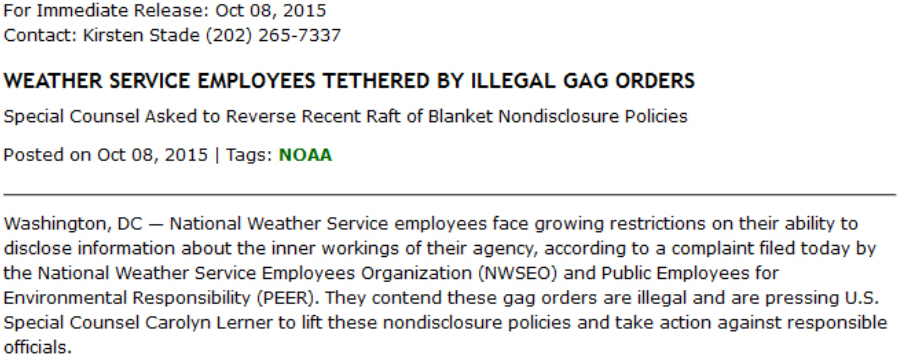 For Immediate Release: Oct 08, 2015
Contact: Kirsten Stade (202) 265-7337
WEATHER SERVICE EMPLOYEES TETHERED BY ILLEGAL GAG ORDERS
Special Counsel Asked to Reverse Recent Raft of Blanket Nondisclosure Policies
Posted on Oct 08, 2015 | Tags: NOAA
Washington, DC — National Weather Service employees face growing restrictions on their ability to
disclose information about the inner workings of their agency, according to a complaint filed today by
the National Weather Service Employees Organization (NWSEO) and Public Employees for
Environmental Responsibility (PEER). They contend these gag orders are illegal and are pressing U.S.
Special Counsel Carolyn Lerner to lift these nondisclosure policies and take action against responsible
officials.